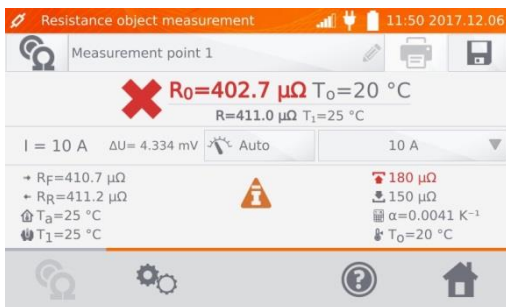 Resistance object measurement 11:50 2017.12.06
Measurement point 1
R0=402.7 μΩ To=20 °C
R=411.0 μΩ T1=25 °C
I = 10 A ΔU= 4.334 mV Auto 10 A
RF=410.7 μΩ 180 μΩ
RR=411.2 μΩ 150 μΩ
Ta=25 °C α=0.0041 K⁻¹
T1=25 °C To=20 °C